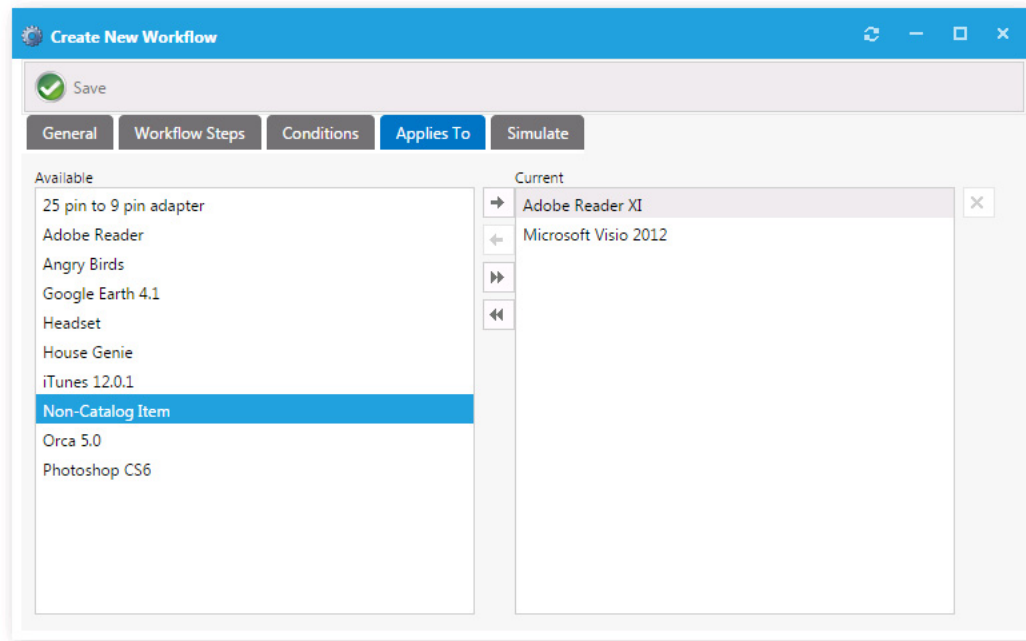 Create New Workflow
Save
General
Workflow Steps
Conditions
Applies To
Simulate
Available
25 pin to 9 pin adapter
Adobe Reader
Angry Birds
Google Earth 4.1
Headset
House Genie
iTunes 12.0.1
Non-Catalog Item
Orca 5.0
Photoshop CS6
Current
Adobe Reader XI
Microsoft Visio 2012